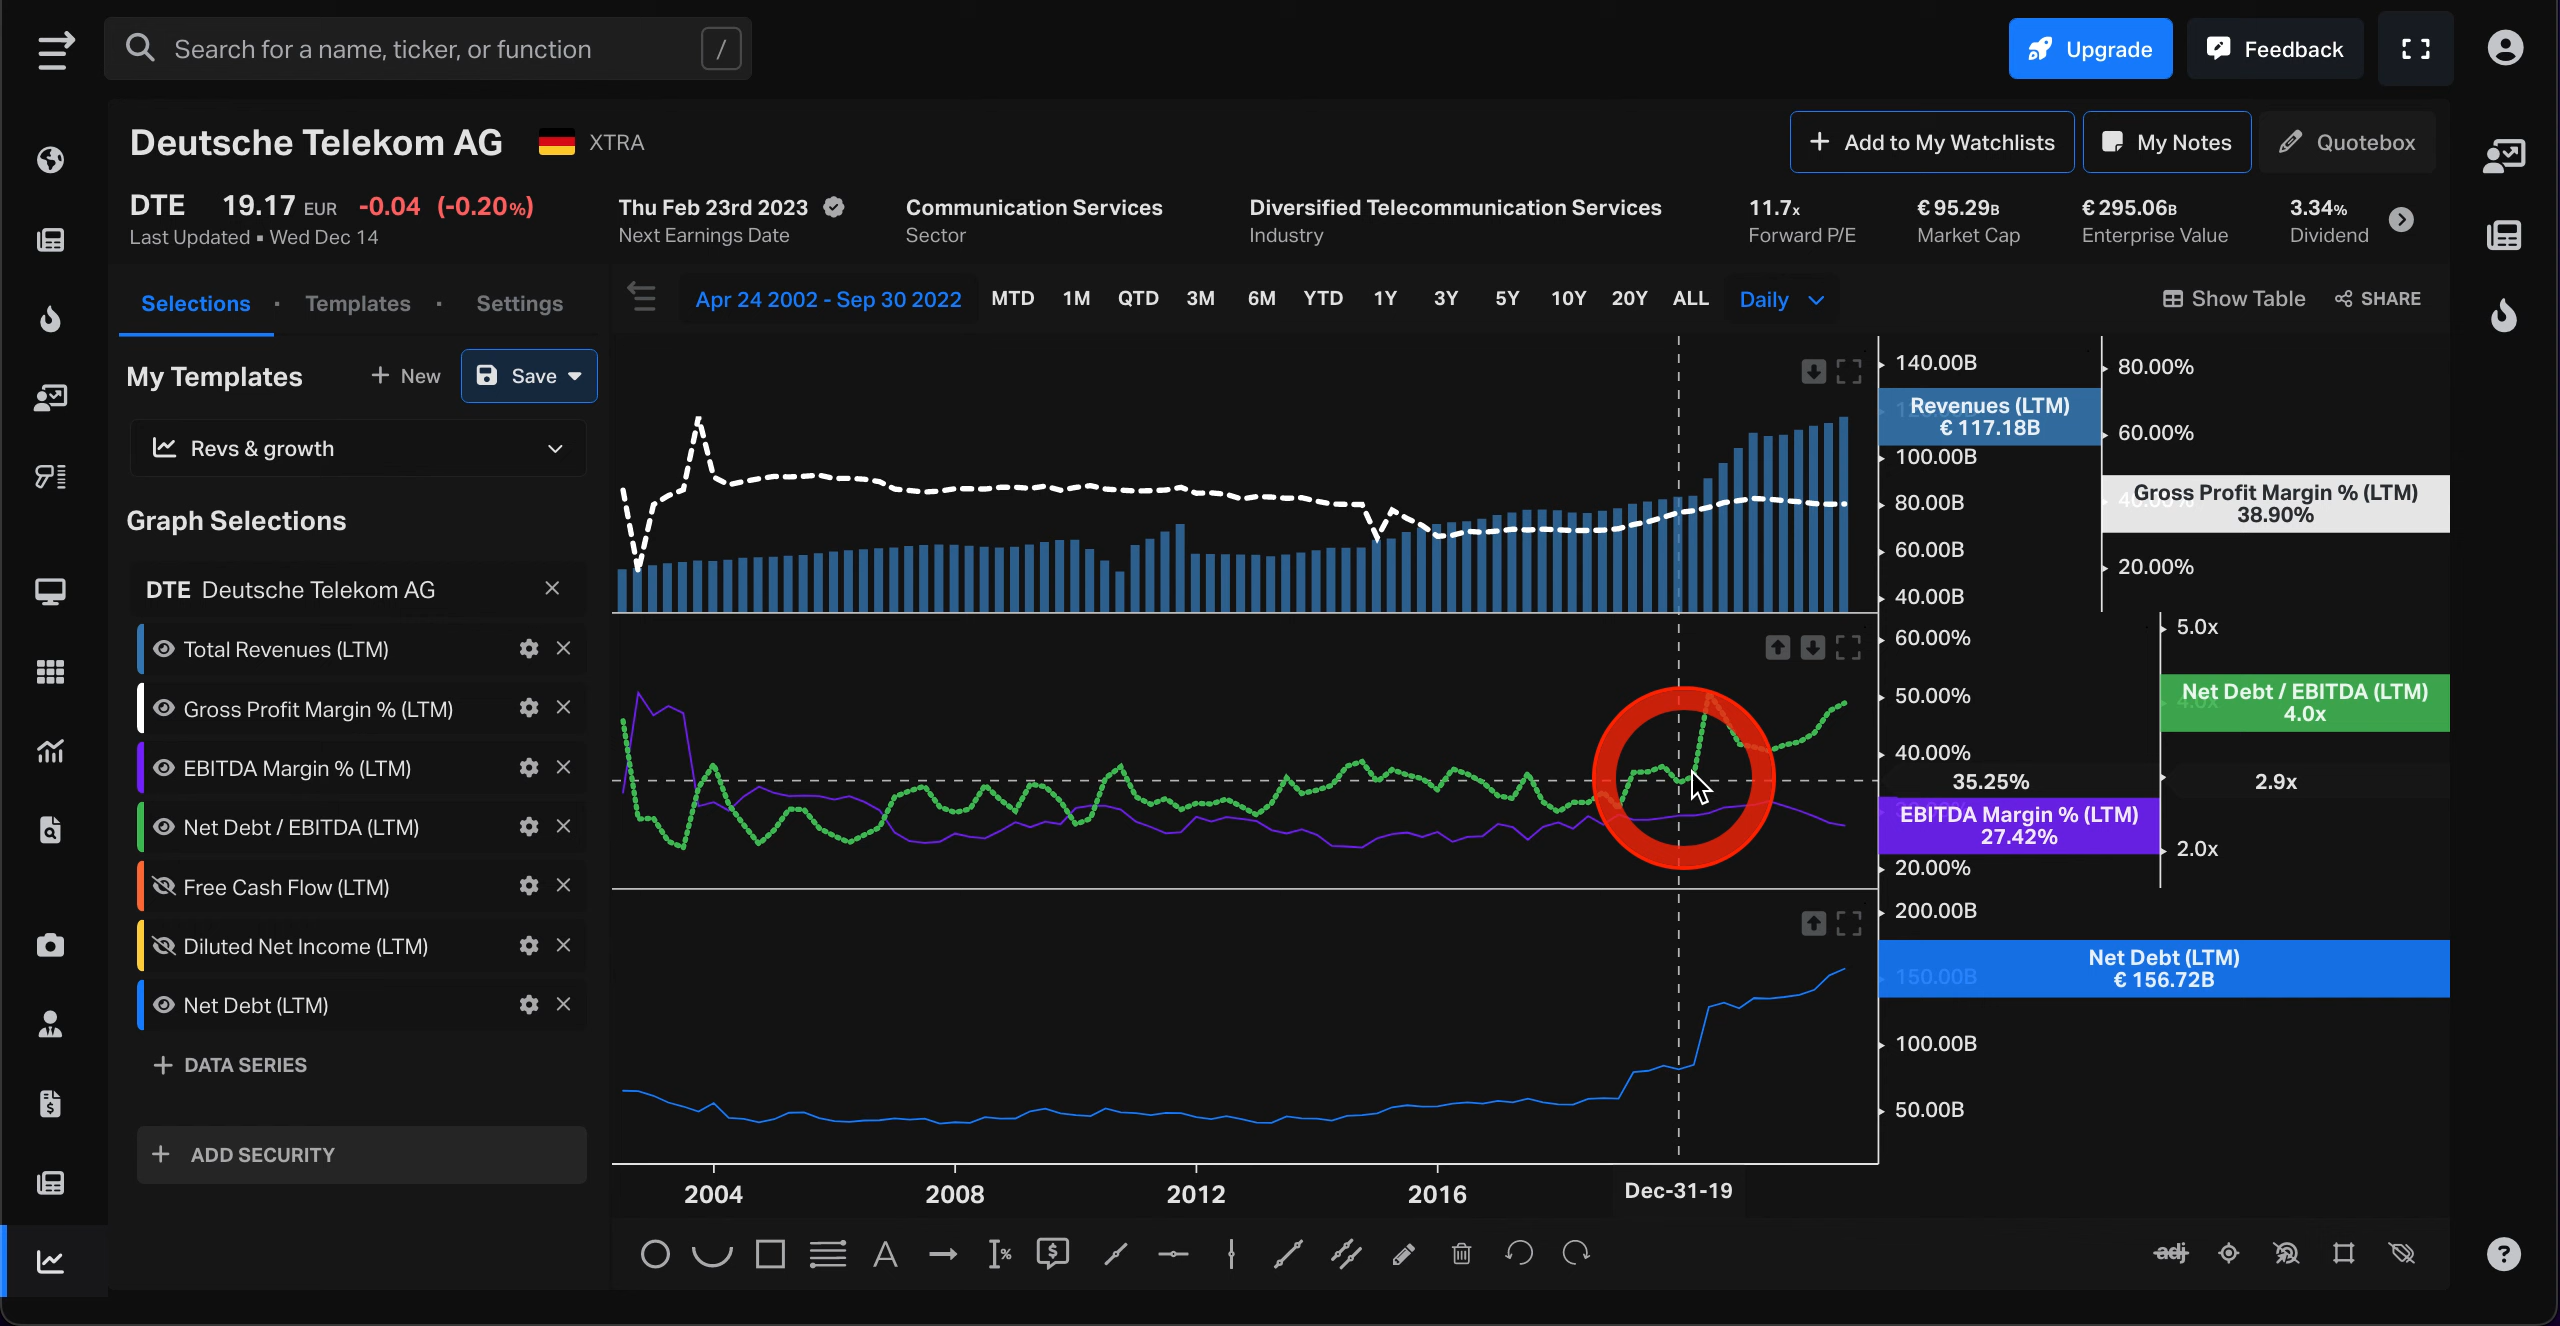 Search for a name, ticker, or function /
Upgrade
Feedback
Deutsche Telekom AG XTRA
+ Add to My Watchlists
My Notes
Quotebox
DTE 19.17 EUR -0.04 (-0.20%)
Last Updated ▪ Wed Dec 14
Thu Feb 23rd 2023
Next Earnings Date
Communication Services
Sector
Diversified Telecommunication Services
Industry
11.7x
Forward P/E
€ 95.29B
Market Cap
€ 295.06B
Enterprise Value
3.34%
Dividend
Selections · Templates · Settings
Apr 24 2002 - Sep 30 2022 MTD 1M QTD 3M 6M YTD 1Y 3Y 5Y 10Y 20Y ALL Daily
Show Table SHARE
My Templates + New Save
Revs & growth
Graph Selections
DTE Deutsche Telekom AG
Total Revenues (LTM)
Gross Profit Margin % (LTM)
EBITDA Margin % (LTM)
Net Debt / EBITDA (LTM)
Free Cash Flow (LTM)
Diluted Net Income (LTM)
Net Debt (LTM)
+ DATA SERIES
+ ADD SECURITY
140.00B
Revenues (LTM)
€ 117.18B
100.00B
80.00B
60.00B
40.00B
80.00%
60.00%
Gross Profit Margin % (LTM)
38.90%
20.00%
60.00%
50.00%
40.00%
35.25%
EBITDA Margin % (LTM)
27.42%
20.00%
5.0x
Net Debt / EBITDA (LTM)
4.0x
2.9x
2.0x
200.00B
Net Debt (LTM)
€ 156.72B
150.00B
100.00B
50.00B
2004 2008 2012 2016 Dec-31-19
A
%
$
adj
?